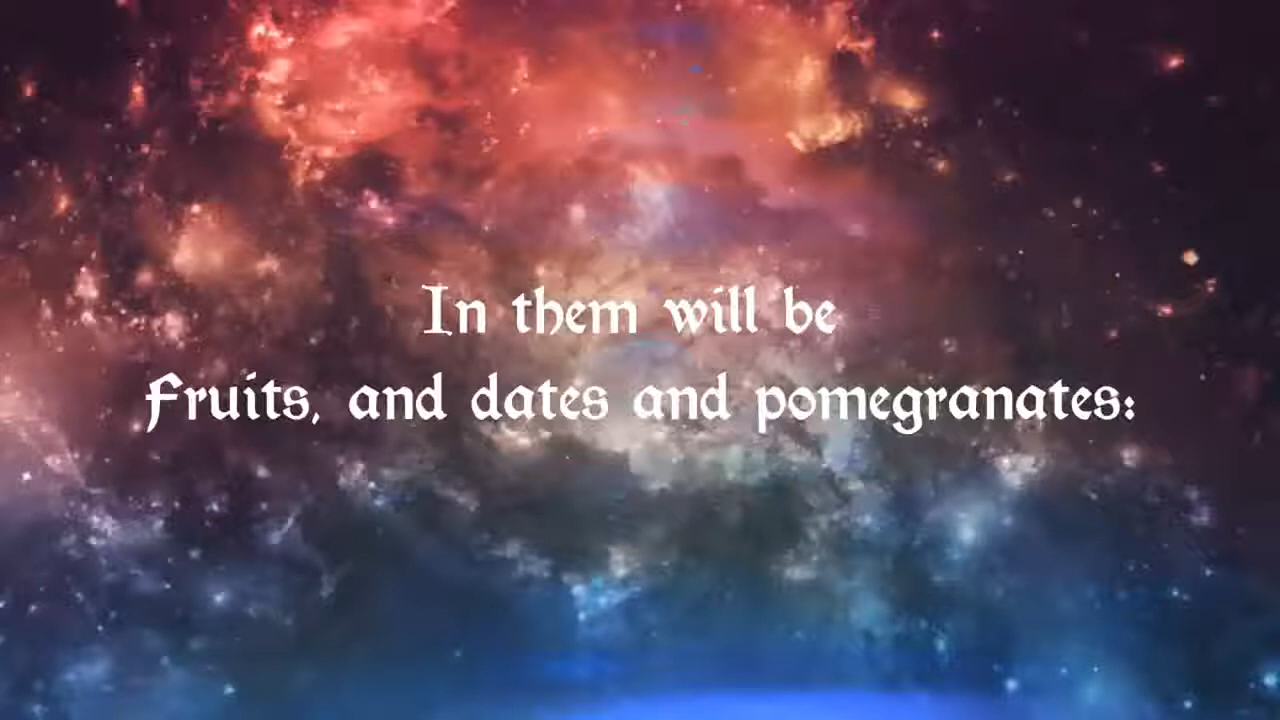 In them will be
Fruits, and dates and pomegranates: